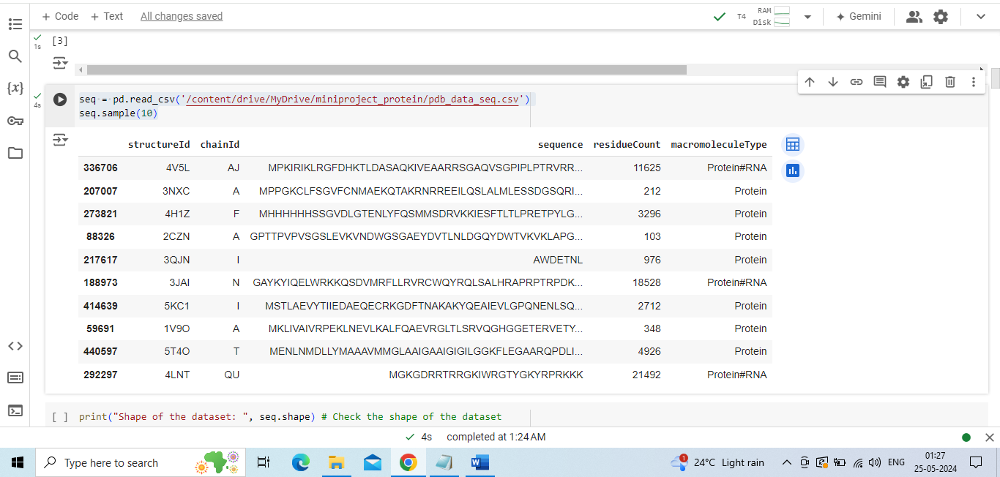 + Code + Text All changes saved
T4 RAM Disk
Gemini
1s [3]
4s seq = pd.read_csv('/content/drive/MyDrive/miniproject_protein/pdb_data_seq.csv')
seq.sample(10)
structureId chainId sequence residueCount macromoleculeType
336706 4V5L AJ MPKIRIKLRGFDHKTLDASAQKIVEAARRSGAQVSGPIPLPTRVRR... 11625 Protein#RNA
207007 3NXC A MPPGKCLFSGVFCNMAEKQTAKRNRREEILQSLALMLESSDGSQRI... 212 Protein
273821 4H1Z F MHHHHHHSSGVDLGTENLYFQSMMSDRVKKIESFTLTLPRETPYLG... 3296 Protein
88326 2CZN A GPTTPVPVSGSLEVKVNDWGSGAEYDVTLNLDGQYDWTVKVKLAPG... 103 Protein
217617 3QJN I AWDETNL 976 Protein
188973 3JAI N GAYKYIQELWRKKQSDVMRFLLRVRCWQYRQLSALHRAPRPTRPDK... 18528 Protein#RNA
414639 5KC1 I MSTLAEVYTIIEDAEQECRKGDFTNAKAKYQEAIEVLGPQNENLSQ... 2712 Protein
59691 1V9O A MKLIVAIVRPEKLNEVLKALFQAEVRGLTLSRVQGHGGETERVETY... 348 Protein
440597 5T4O T MENLNMDLLYMAAAVMMGLAAIGAAIGIGILGGKFLEGAARQPDLI... 4926 Protein
292297 4LNT QU MGKGDRRTRRGKIWRGTYGKYRPRKKK 21492 Protein#RNA
[ ] print("Shape of the dataset: ", seq.shape) # Check the shape of the dataset
4s completed at 1:24 AM
Type here to search
24°C Light rain
ENG
01:27
25-05-2024